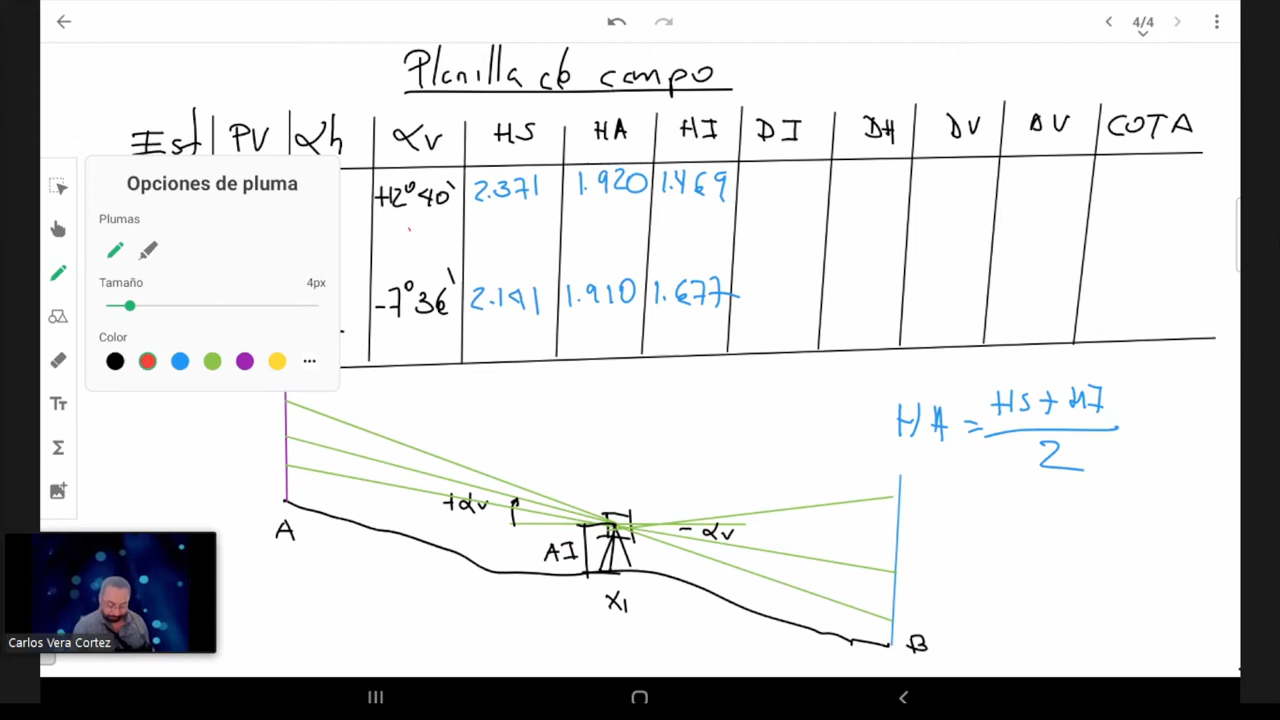 4/4
Planilla de campo
Est PV αh αv HS HA HI DI DH DV ΔV COTA
+12°40' 2.371 1.920 1.469
-7°36' 2.141 1.910 1.677
Opciones de pluma
Plumas
Tamaño 4px
Color
Tt
Σ
HA = HS + HI
2
+αv
A
AI
- αv
X1
B
Carlos Vera Cortez